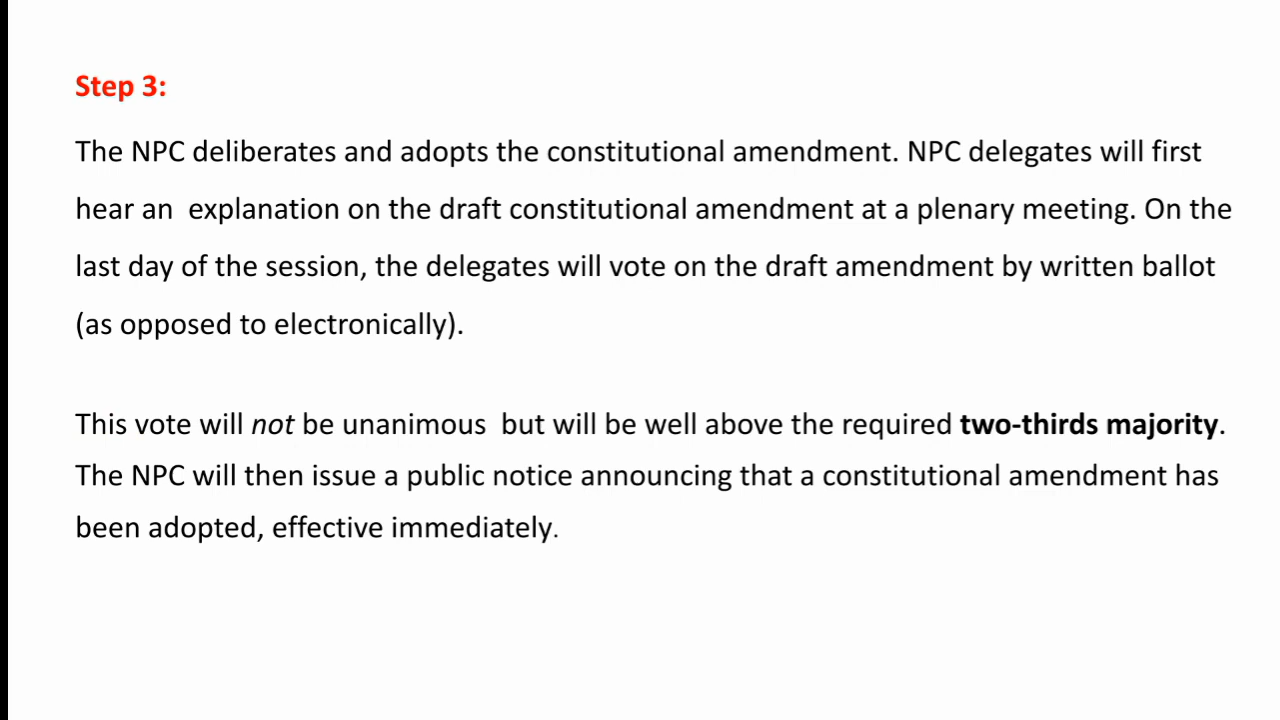 Step 3:
The NPC deliberates and adopts the constitutional amendment. NPC delegates will first
hear an  explanation on the draft constitutional amendment at a plenary meeting. On the
last day of the session, the delegates will vote on the draft amendment by written ballot
(as opposed to electronically).
This vote will not be unanimous  but will be well above the required two-thirds majority.
The NPC will then issue a public notice announcing that a constitutional amendment has
been adopted, effective immediately.